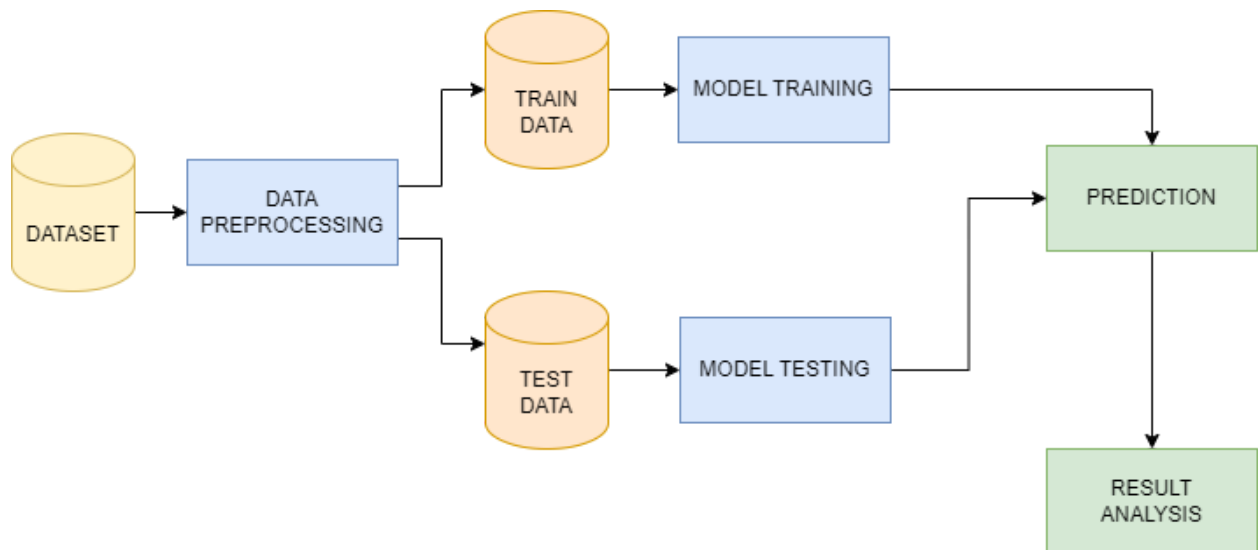 TRAIN
DATA
MODEL TRAINING
DATASET
DATA
PREPROCESSING
PREDICTION
TEST
DATA
MODEL TESTING
RESULT
ANALYSIS